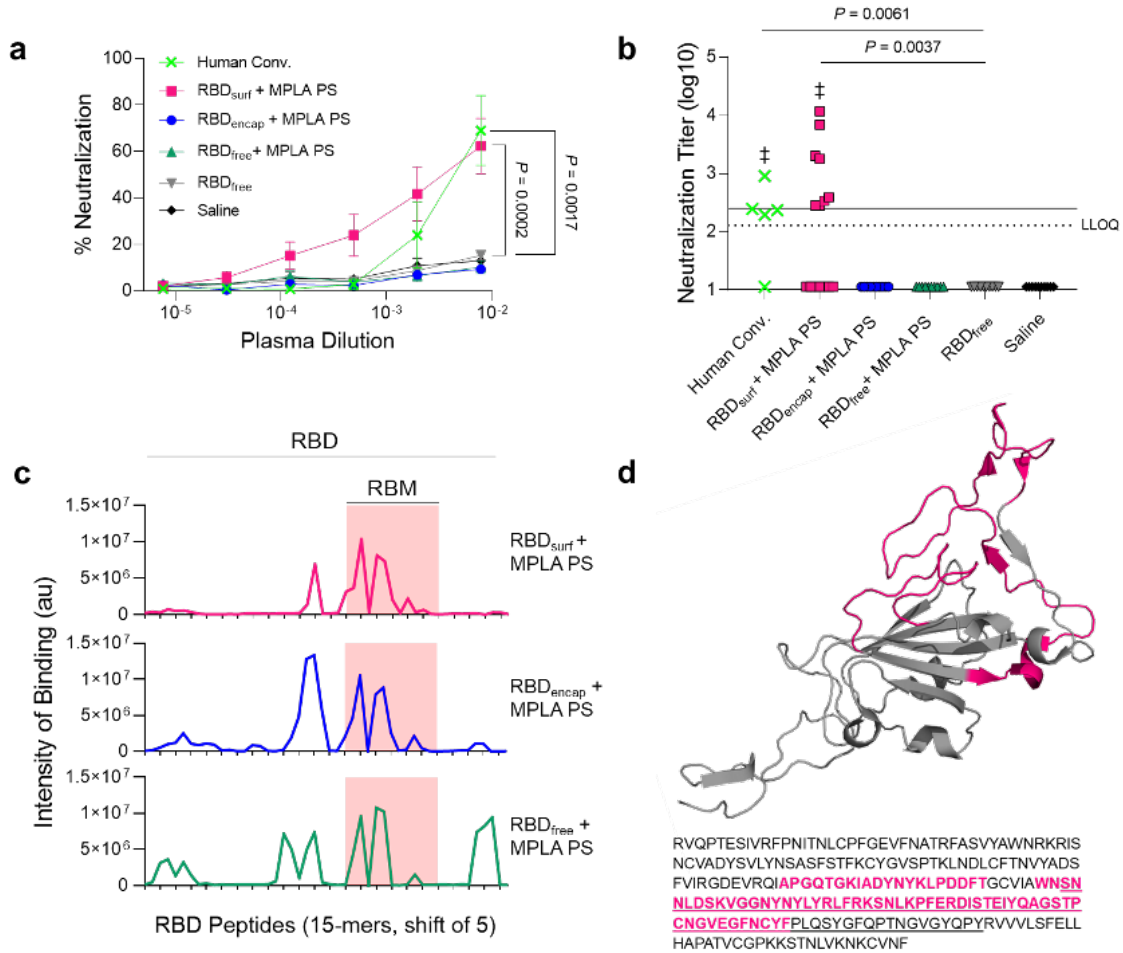 a
100
80
60
40
20
0
% Neutralization
10-5
10-4
10-3
10-2
Plasma Dilution
Human Conv.
RBDsurf + MPLA PS
RBDencap + MPLA PS
RBDfree + MPLA PS
RBDfree
Saline
P = 0.0002
P = 0.0017
b
P = 0.0061
P = 0.0037
Neutralization Titer (log10)
5
4
3
2
1
‡
‡
LLOQ
Human Conv.
RBDsurf + MPLA PS
RBDencap + MPLA PS
RBDfree + MPLA PS
RBDfree
Saline
c
RBD
RBM
Intensity of Binding (au)
1.5×107
1×107
5×106
0
RBDsurf +
MPLA PS
1.5×107
1×107
5×106
0
RBDencap +
MPLA PS
1.5×107
1×107
5×106
0
RBDfree +
MPLA PS
RBD Peptides (15-mers, shift of 5)
d
RVQPTESIVRFPNITNLCPFGEVFNATRFASVYAWNRKRIS
NCVADYSVLYNSASFSTFKCYGVSPTKLNDLCFTNVYADS
FVIRGDEVRQIAPGQTGKIADYNYKLPDDFTGCVIAWNSN
NLDSKVGGNYNYLYRLFRKSNLKPFERDISTEIYQAGSTP
CNGVEGFNCYFPLQSYGFQPTNGVGYQPYRVVVLSFELL
HAPATVCGPKKSTNLVKNKCVNF